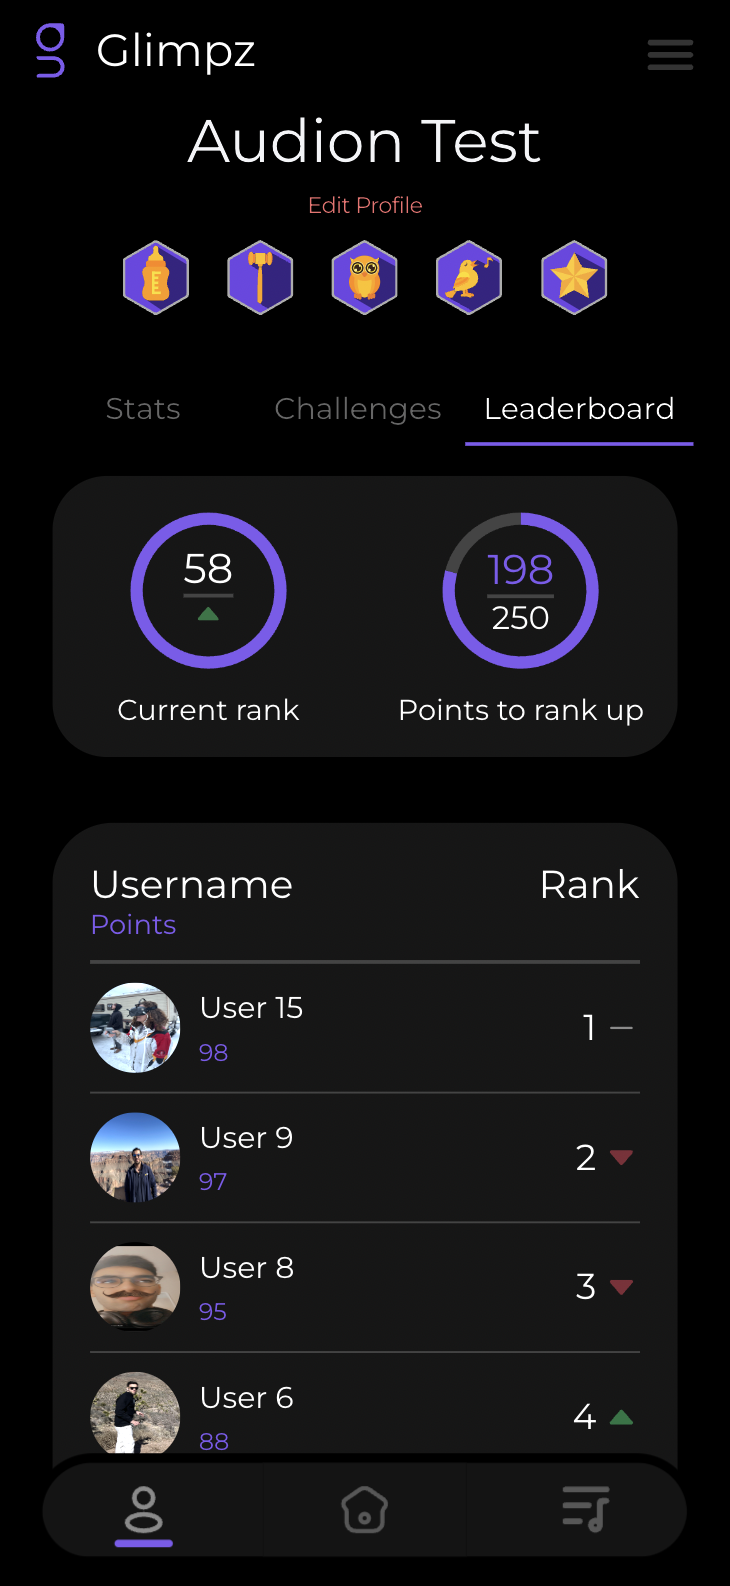 Glimpz
Audion Test
Edit Profile
E
Stats Challenges Leaderboard
58
198
250
Current rank Points to rank up
Username Rank
Points
User 15
98
1
User 9
97
2
User 8
95
3
User 6
88
4